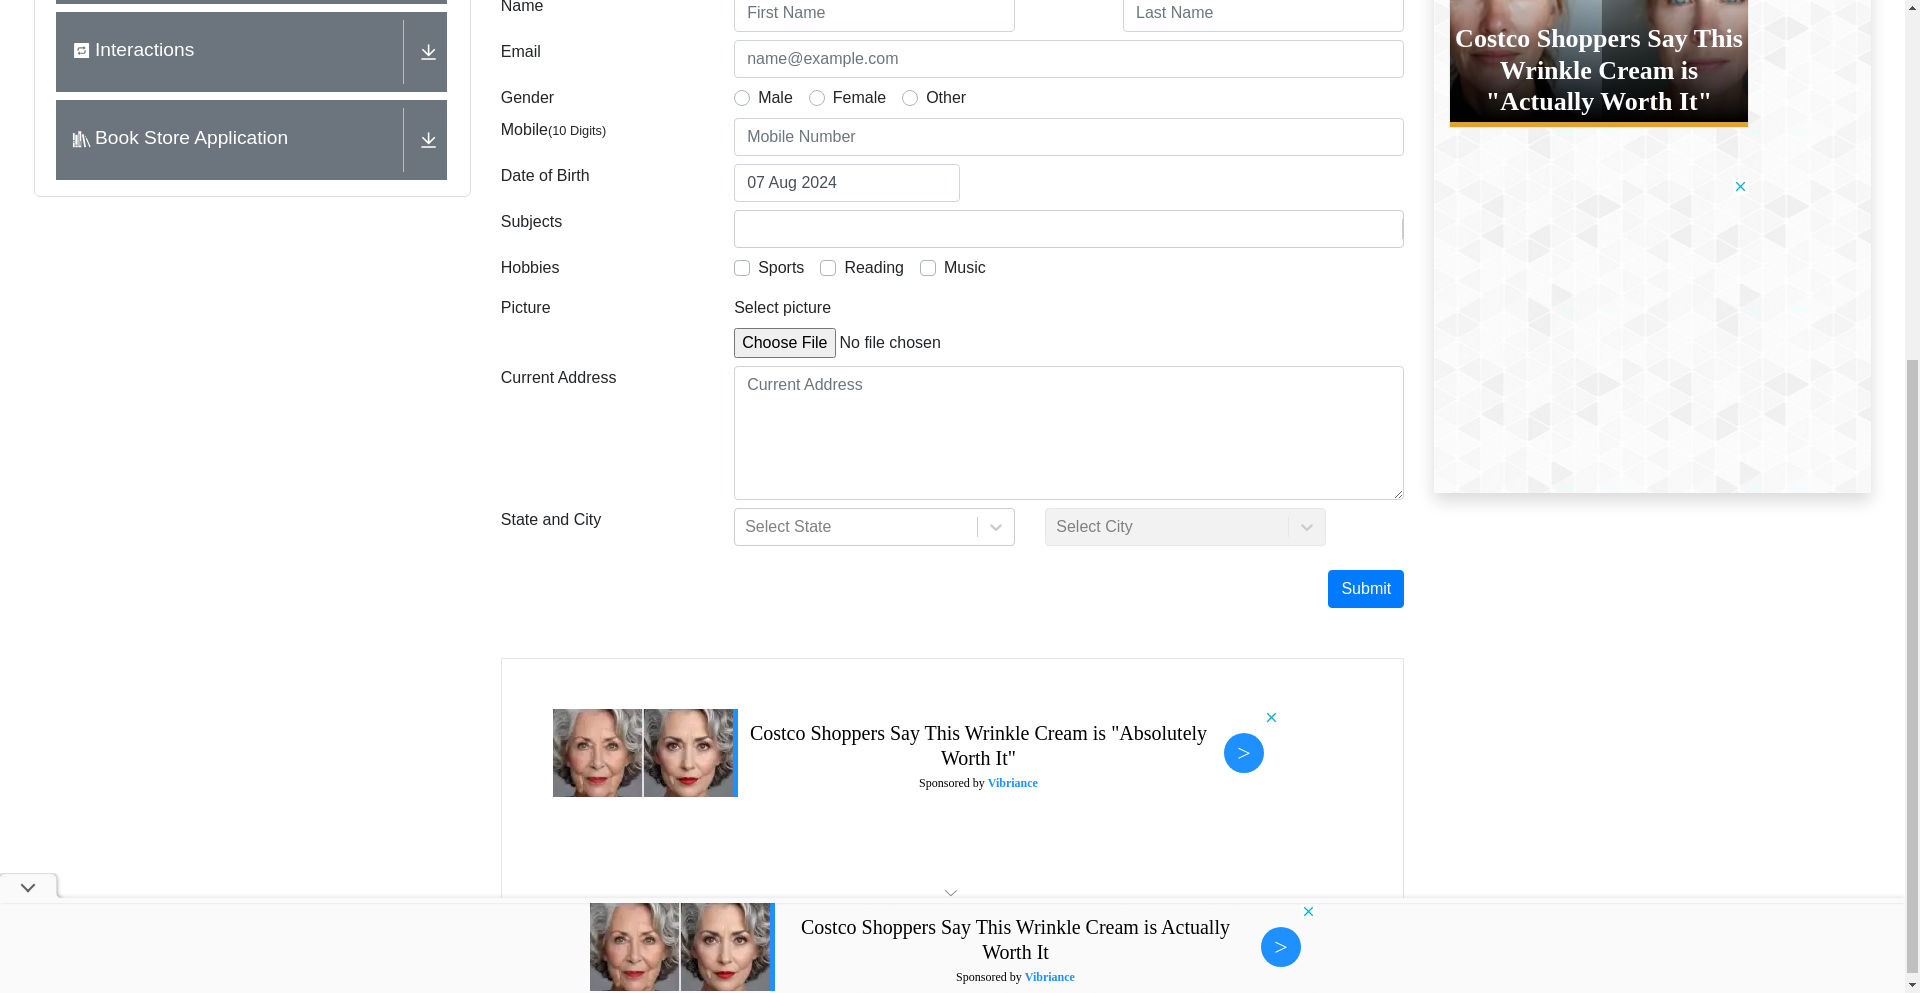 Interactions
Book Store Application
Name
First Name
Last Name
Email
name@example.com
Gender
Male
Female
Other
Mobile(10 Digits)
Mobile Number
Date of Birth
07 Aug 2024
Subjects
Hobbies
Sports
Reading
Music
Picture
Select picture
Choose File No file chosen
Current Address
Current Address
State and City
Select State
Select City
Submit
Costco Shoppers Say This
Wrinkle Cream is
"Actually Worth It"
Costco Shoppers Say This Wrinkle Cream is "Absolutely
Worth It"
Sponsored by Vibriance
>
Costco Shoppers Say This Wrinkle Cream is Actually
Worth It
Sponsored by Vibriance
>